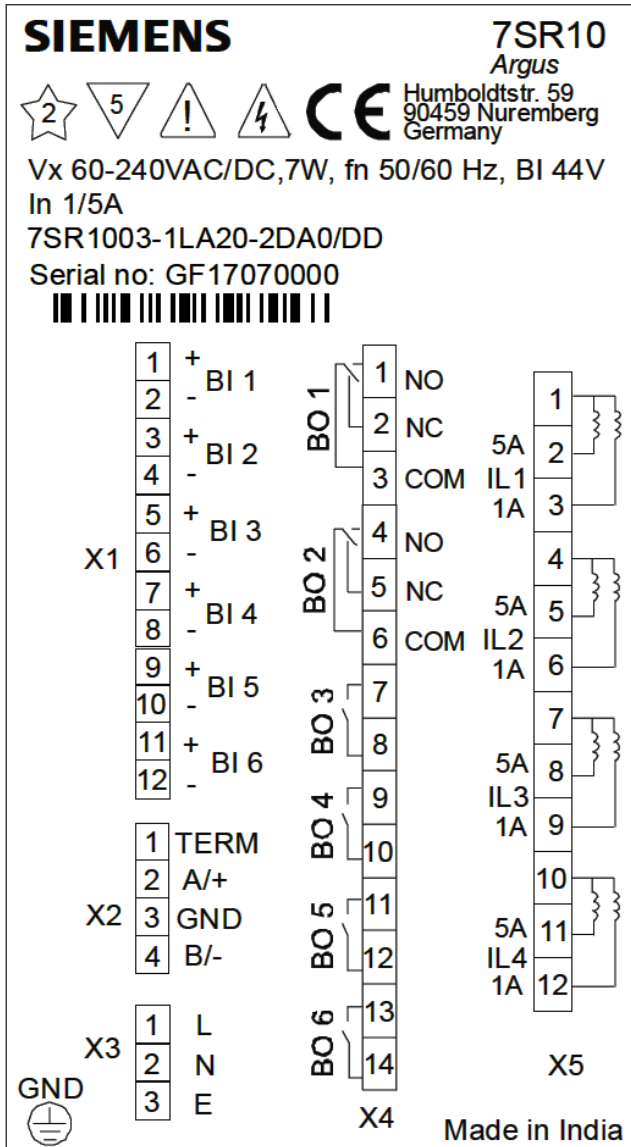 SIEMENS
7SR10
Argus
2
5
!
CE
Humboldtstr. 59
90459 Nuremberg
Germany
Vx 60-240VAC/DC,7W, fn 50/60 Hz, BI 44V
In 1/5A
7SR1003-1LA20-2DA0/DD
Serial no: GF17070000
X1
1 + BI 1
2 -
3 + BI 2
4 -
5 + BI 3
6 -
7 + BI 4
8 -
9 + BI 5
10 -
11 + BI 6
12 -
X2
1 TERM
2 A/+
3 GND
4 B/-
X3
1 L
2 N
3 E
GND
BO 1
1 NO
2 NC
3 COM
BO 2
4 NO
5 NC
6 COM
BO 3
7
8
BO 4
9
10
BO 5
11
12
BO 6
13
14
X4
1
5A 2
IL1
1A 3
4
5A 5
IL2
1A 6
7
5A 8
IL3
1A 9
10
5A 11
IL4
1A 12
X5
Made in India